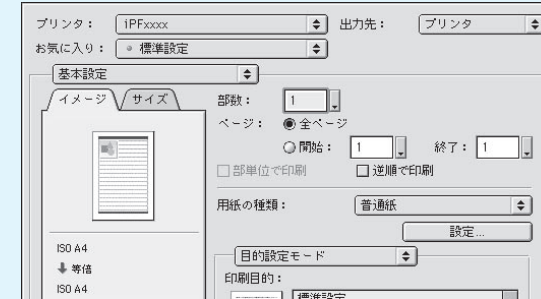 プリンタ： iPFxxxx 出力先： プリンタ
お気に入り： 標準設定
基本設定
イメージ サイズ 部数： 1
ページ： 全ページ
開始： 1 終了： 1
部単位で印刷 逆順で印刷
用紙の種類： 普通紙
設定...
ISO A4
目的設定モード
等倍
印刷目的：
ISO A4
標準設定